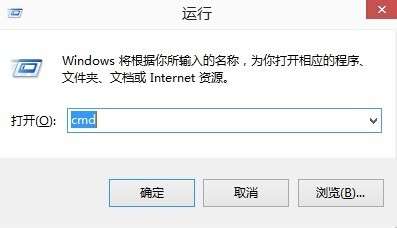 运行
Windows 将根据你所输入的名称，为你打开相应的程序、
文件夹、文档或 Internet 资源。
打开(O): cmd
确定 取消 浏览(B)...